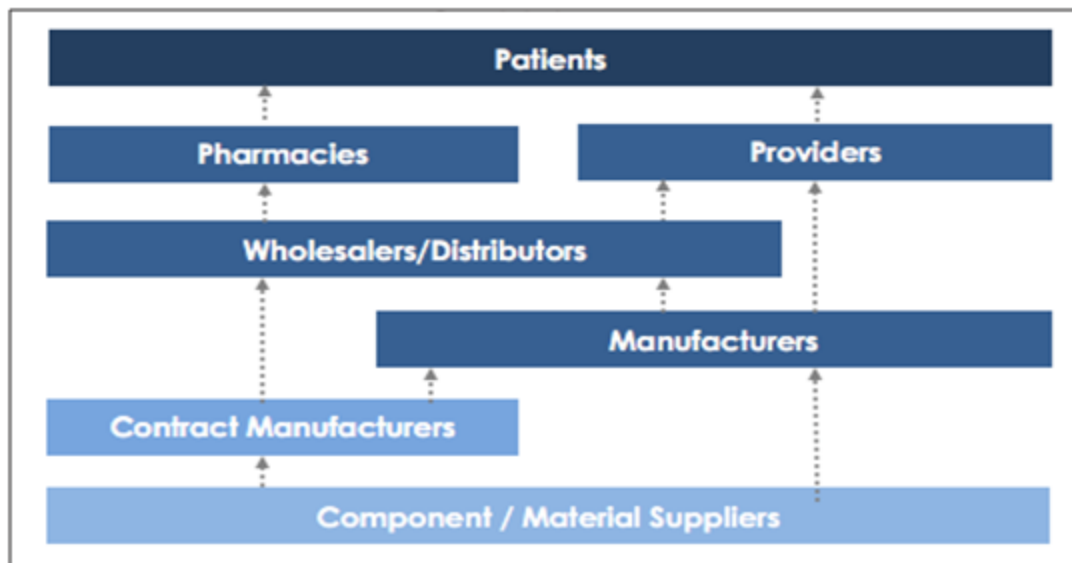 Patients
Pharmacies
Providers
Wholesalers/Distributors
Manufacturers
Contract Manufacturers
Component / Material Suppliers